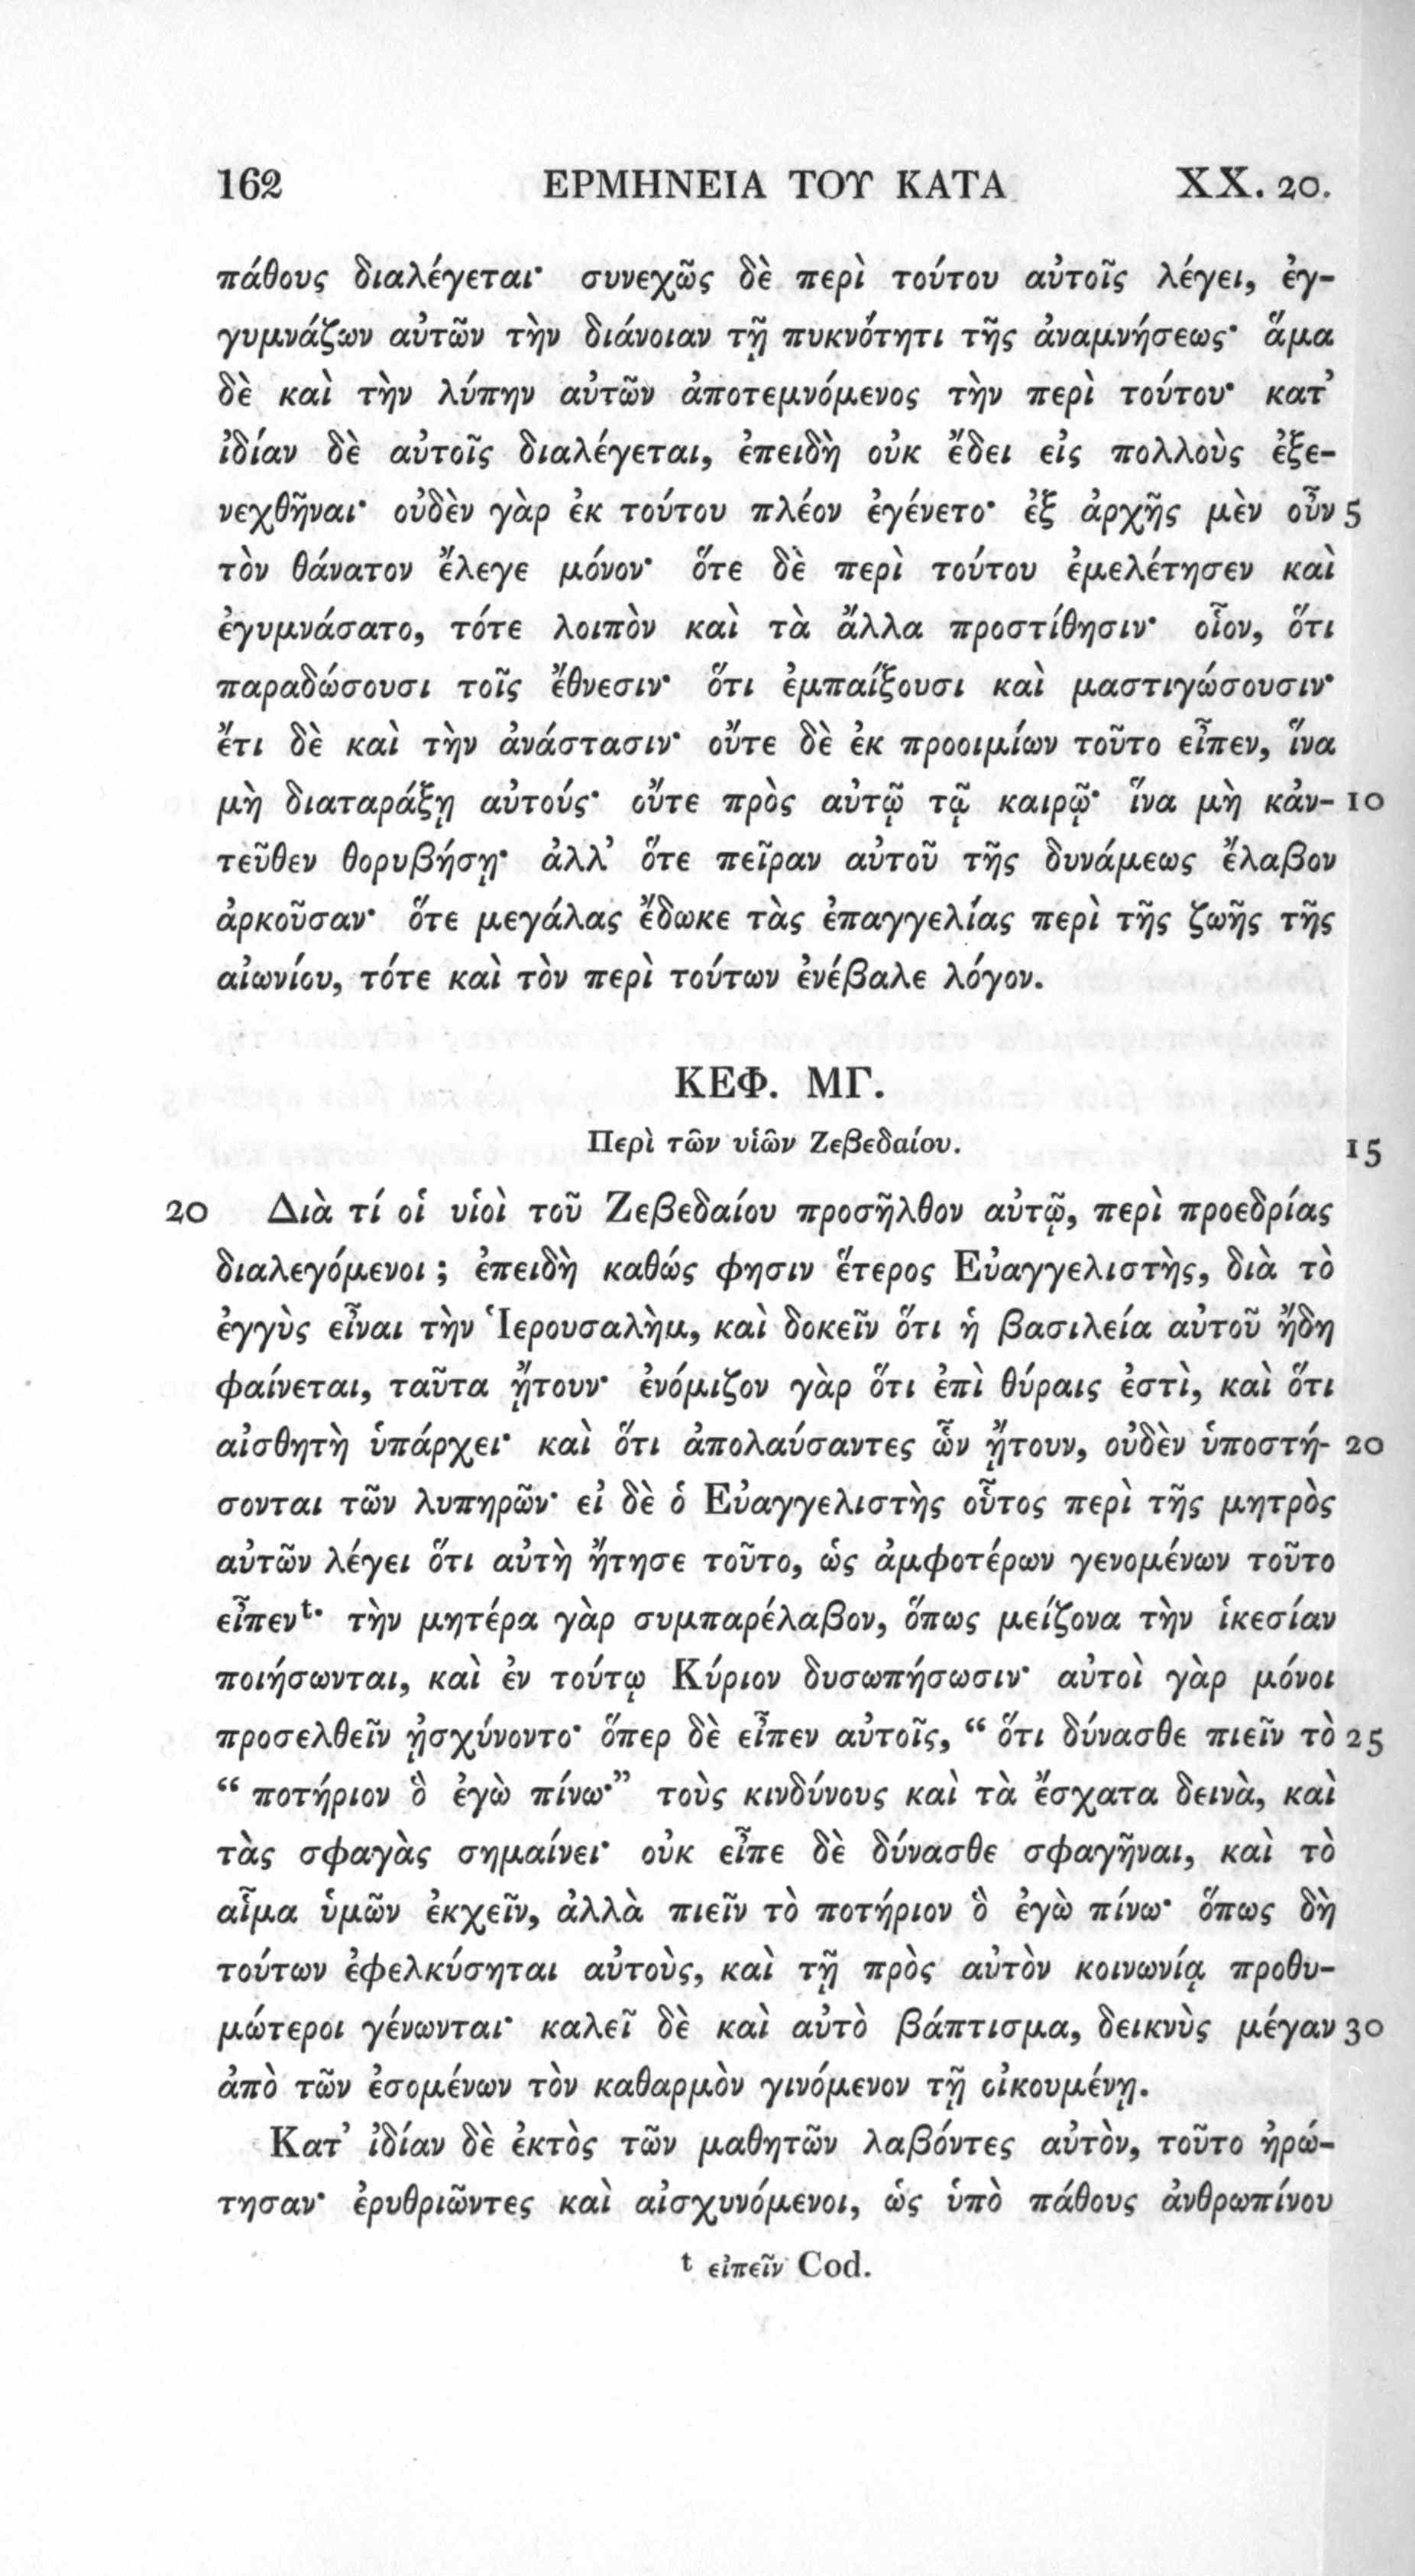 162 ΕΡΜΗΝΕΙΑ ΤΟΥ ΚΑΤΑ XX. 20.
πάθους διαλέγεται· συνεχῶς δὲ περὶ τούτου αὐτοῖς λέγει, ἐγ-
γυμνάζων αὐτῶν τὴν διάνοιαν τῇ πυκνότητι τῆς ἀναμνήσεως· ἅμα
δὲ καὶ τὴν λύπην αὐτῶν ἀποτεμνόμενος τὴν περὶ τούτου· κατ’
ἰδίαν δὲ αὐτοῖς διαλέγεται, ἐπειδὴ οὐκ ἔδει εἰς πολλοὺς ἐξε-
νεχθῆναι· οὐδὲν γὰρ ἐκ τούτου πλέον ἐγένετο· ἐξ ἀρχῆς μὲν οὖν 5
τὸν θάνατον ἔλεγε μόνον· ὅτε δὲ περὶ τούτου ἐμελέτησεν καὶ
ἐγυμνάσατο, τότε λοιπὸν καὶ τὰ ἄλλα προστίθησιν· οἷον, ὅτι
παραδώσουσι τοῖς ἔθνεσιν· ὅτι ἐμπαίξουσι καὶ μαστιγώσουσιν·
ἔτι δὲ καὶ τὴν ἀνάστασιν· οὔτε δὲ ἐκ προοιμίων τοῦτο εἶπεν, ἵνα
μὴ διαταράξῃ αὐτούς· οὔτε πρὸς αὐτῷ τῷ καιρῷ· ἵνα μὴ κἀν- 10
τεῦθεν θορυβήσῃ· ἀλλ’ ὅτε πεῖραν αὐτοῦ τῆς δυνάμεως ἔλαβον
ἀρκοῦσαν· ὅτε μεγάλας ἔδωκε τὰς ἐπαγγελίας περὶ τῆς ζωῆς τῆς
αἰωνίου, τότε καὶ τὸν περὶ τούτων ἐνέβαλε λόγον.
ΚΕΦ. ΜΓ.
Περὶ τῶν υἱῶν Ζεβεδαίου. 15
20 Διὰ τί οἱ υἱοὶ τοῦ Ζεβεδαίου προσῆλθον αὐτῷ, περὶ προεδρίας
διαλεγόμενοι ; ἐπειδὴ καθώς φησιν ἕτερος Εὐαγγελιστὴς, διὰ τὸ
ἐγγὺς εἶναι τὴν Ἱερουσαλὴμ, καὶ δοκεῖν ὅτι ἡ βασιλεία αὐτοῦ ἤδη
φαίνεται, ταῦτα ᾔτουν· ἐνόμιζον γὰρ ὅτι ἐπὶ θύραις ἐστὶ, καὶ ὅτι
αἰσθητὴ ὑπάρχει· καὶ ὅτι ἀπολαύσαντες ὧν ᾔτουν, οὐδὲν ὑποστή- 20
σονται τῶν λυπηρῶν· εἰ δὲ ὁ Εὐαγγελιστὴς οὗτος περὶ τῆς μητρὸς
αὐτῶν λέγει ὅτι αὐτὴ ἤτησε τοῦτο, ὡς ἀμφοτέρων γενομένων τοῦτο
εἶπεν t· τὴν μητέρα γὰρ συμπαρέλαβον, ὅπως μείζονα τὴν ἱκεσίαν
ποιήσωνται, καὶ ἐν τούτῳ Κύριον δυσωπήσωσιν· αὐτοὶ γὰρ μόνοι
προσελθεῖν ᾐσχύνοντο· ὅπερ δὲ εἶπεν αὐτοῖς, “ ὅτι δύνασθε πιεῖν τὸ 25
“ ποτήριον ὃ ἐγὼ πίνω·” τοὺς κινδύνους καὶ τὰ ἔσχατα δεινὰ, καὶ
τὰς σφαγὰς σημαίνει· οὐκ εἶπε δὲ δύνασθε σφαγῆναι, καὶ τὸ
αἷμα ὑμῶν ἐκχεῖν, ἀλλὰ πιεῖν τὸ ποτήριον ὃ ἐγὼ πίνω· ὅπως δὴ
τούτων ἐφελκύσηται αὐτοὺς, καὶ τῇ πρὸς αὐτὸν κοινωνίᾳ προθυ-
μώτεροι γένωνται· καλεῖ δὲ καὶ αὐτὸ βάπτισμα, δεικνὺς μέγαν 30
ἀπὸ τῶν ἐσομένων τὸν καθαρμὸν γινόμενον τῇ οἰκουμένῃ.
Κατ’ ἰδίαν δὲ ἐκτὸς τῶν μαθητῶν λαβόντες αὐτὸν, τοῦτο ἠρώ-
τησαν· ἐρυθριῶντες καὶ αἰσχυνόμενοι, ὡς ὑπὸ πάθους ἀνθρωπίνου
t εἰπεῖν Cod.